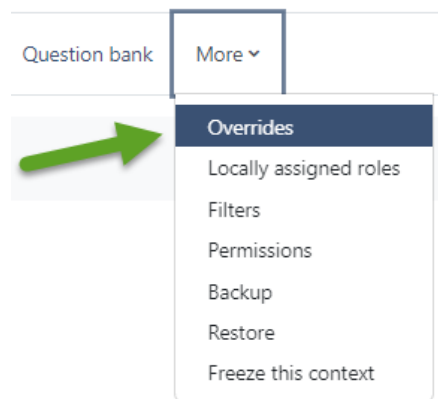 Question bank
More
Overrides
Locally assigned roles
Filters
Permissions
Backup
Restore
Freeze this context